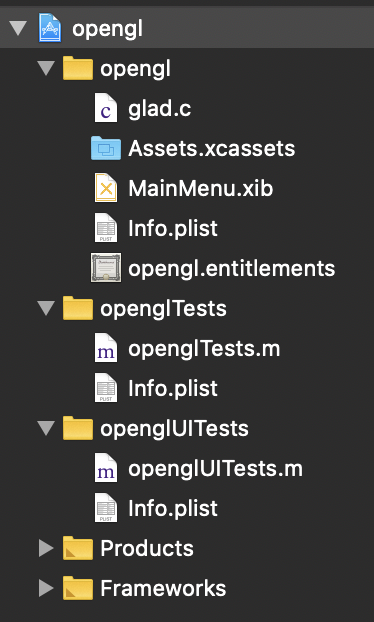 opengl
opengl
glad.c
Assets.xcassets
MainMenu.xib
Info.plist
opengl.entitlements
openglTests
openglTests.m
Info.plist
openglUITests
openglUITests.m
Info.plist
Products
Frameworks